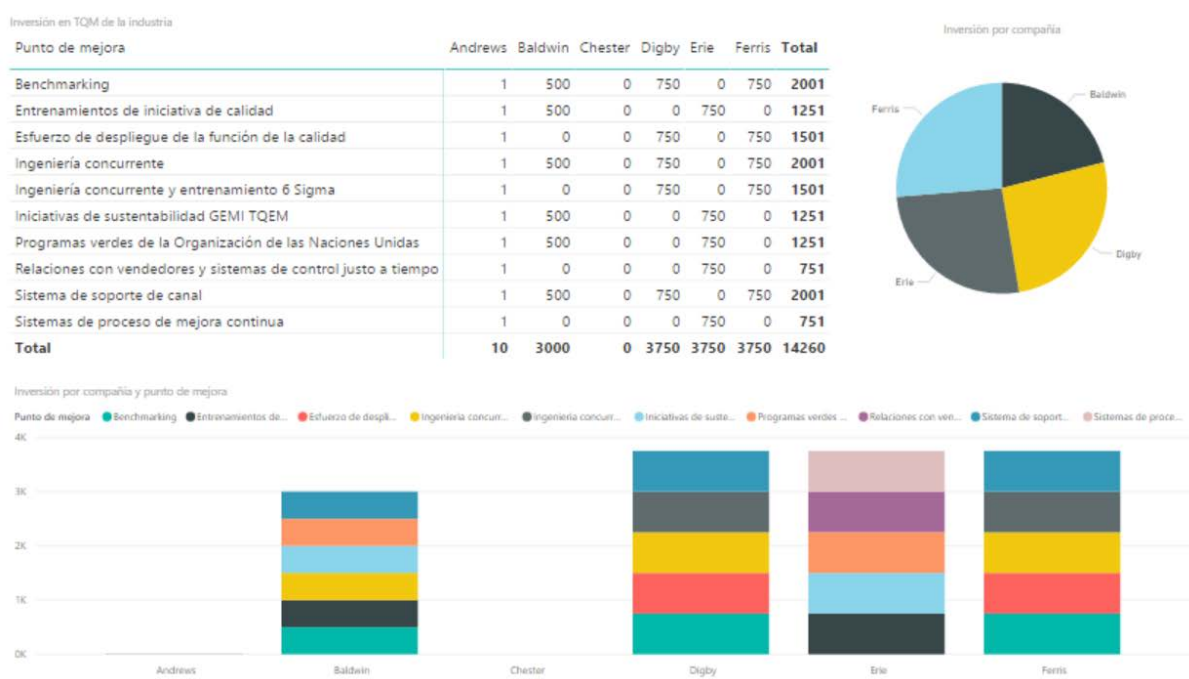 Inversión en TQM de la industria
Punto de mejora Andrews Baldwin Chester Digby Erie Ferris Total
Benchmarking 1 500 0 750 0 750 2001
Entrenamientos de iniciativa de calidad 1 500 0 0 750 0 1251
Esfuerzo de despliegue de la función de la calidad 1 0 0 750 0 750 1501
Ingeniería concurrente 1 500 0 750 0 750 2001
Ingeniería concurrente y entrenamiento 6 Sigma 1 0 0 750 0 750 1501
Iniciativas de sustentabilidad GEMI TQEM 1 500 0 0 750 0 1251
Programas verdes de la Organización de las Naciones Unidas 1 500 0 0 750 0 1251
Relaciones con vendedores y sistemas de control justo a tiempo 1 0 0 0 750 0 751
Sistema de soporte de canal 1 500 0 750 0 750 2001
Sistemas de proceso de mejora continua 1 0 0 0 750 0 751
Total 10 3000 0 3750 3750 3750 14260
Inversión por compañía
Baldwin
Ferris
Digby
Erie
Inversión por compañía y punto de mejora
Punto de mejora Benchmarking Entrenamientos de... Esfuerzo de despli... Ingeniería concurr... Ingeniería concurr... Iniciativas de suste... Programas verdes ... Relaciones con ven... Sistema de soport... Sistemas de proce...
4K
3K
2K
1K
0K
Andrews Baldwin Chester Digby Erie Ferris